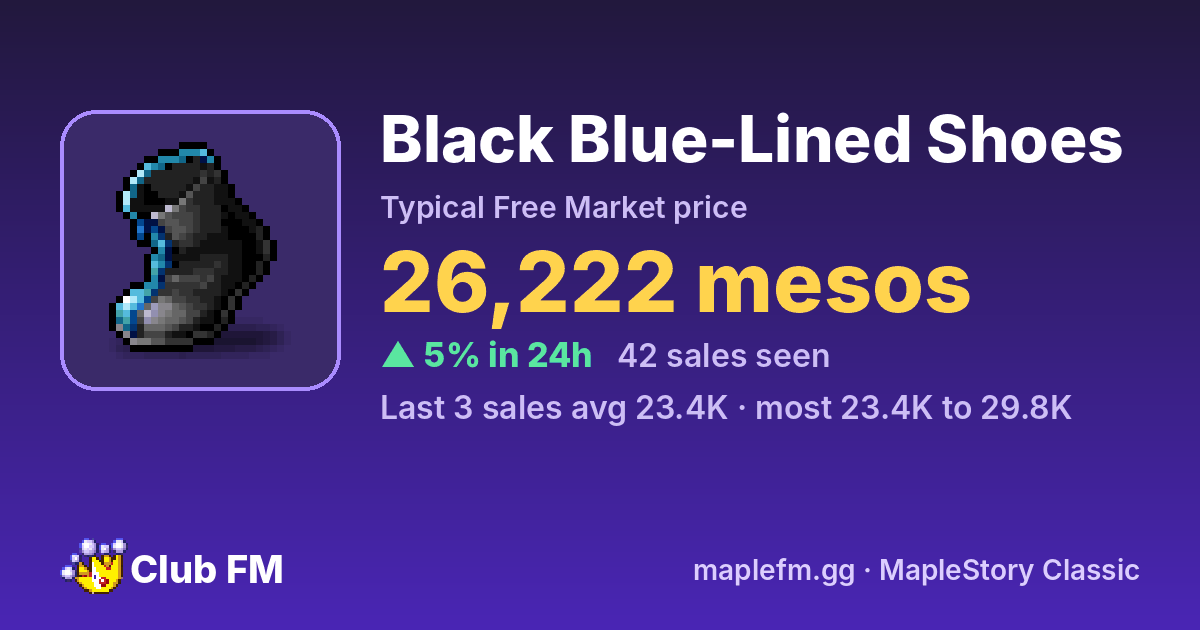 Black Blue-Lined Shoes
Typical Free Market price
26,222 mesos
▲ 5% in 24h 42 sales seen
Last 3 sales avg 23.4K · most 23.4K to 29.8K
Club FM
maplefm.gg · MapleStory Classic